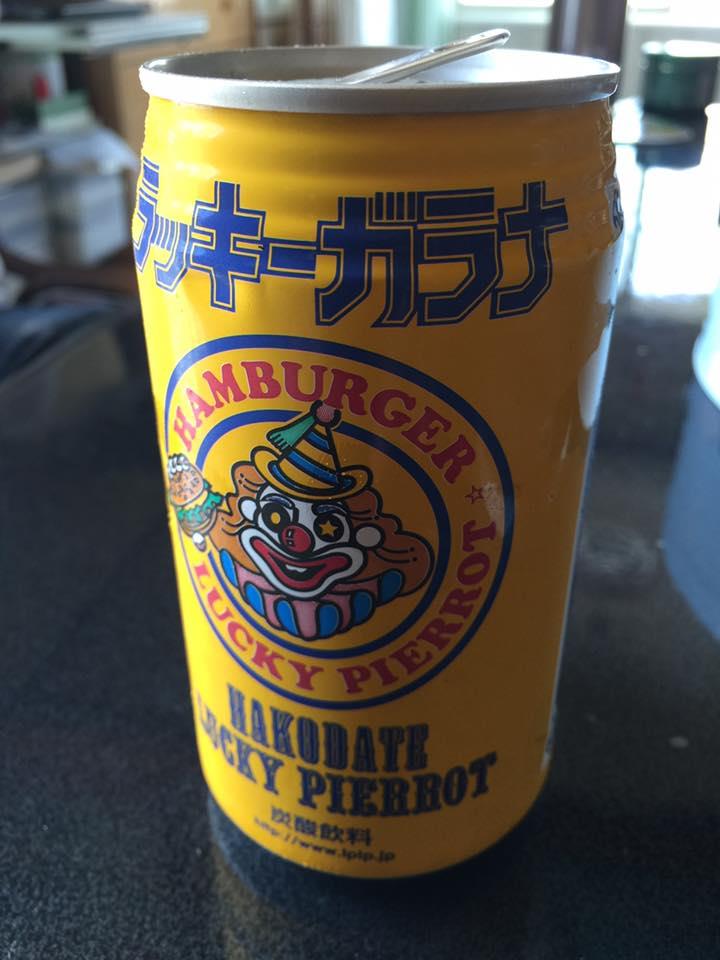 ラッキーガラナ
HAMBURGER
LUCKY PIERROT
HAKODATE
LUCKY PIERROT
炭酸飲料
http://www.lplp.jp